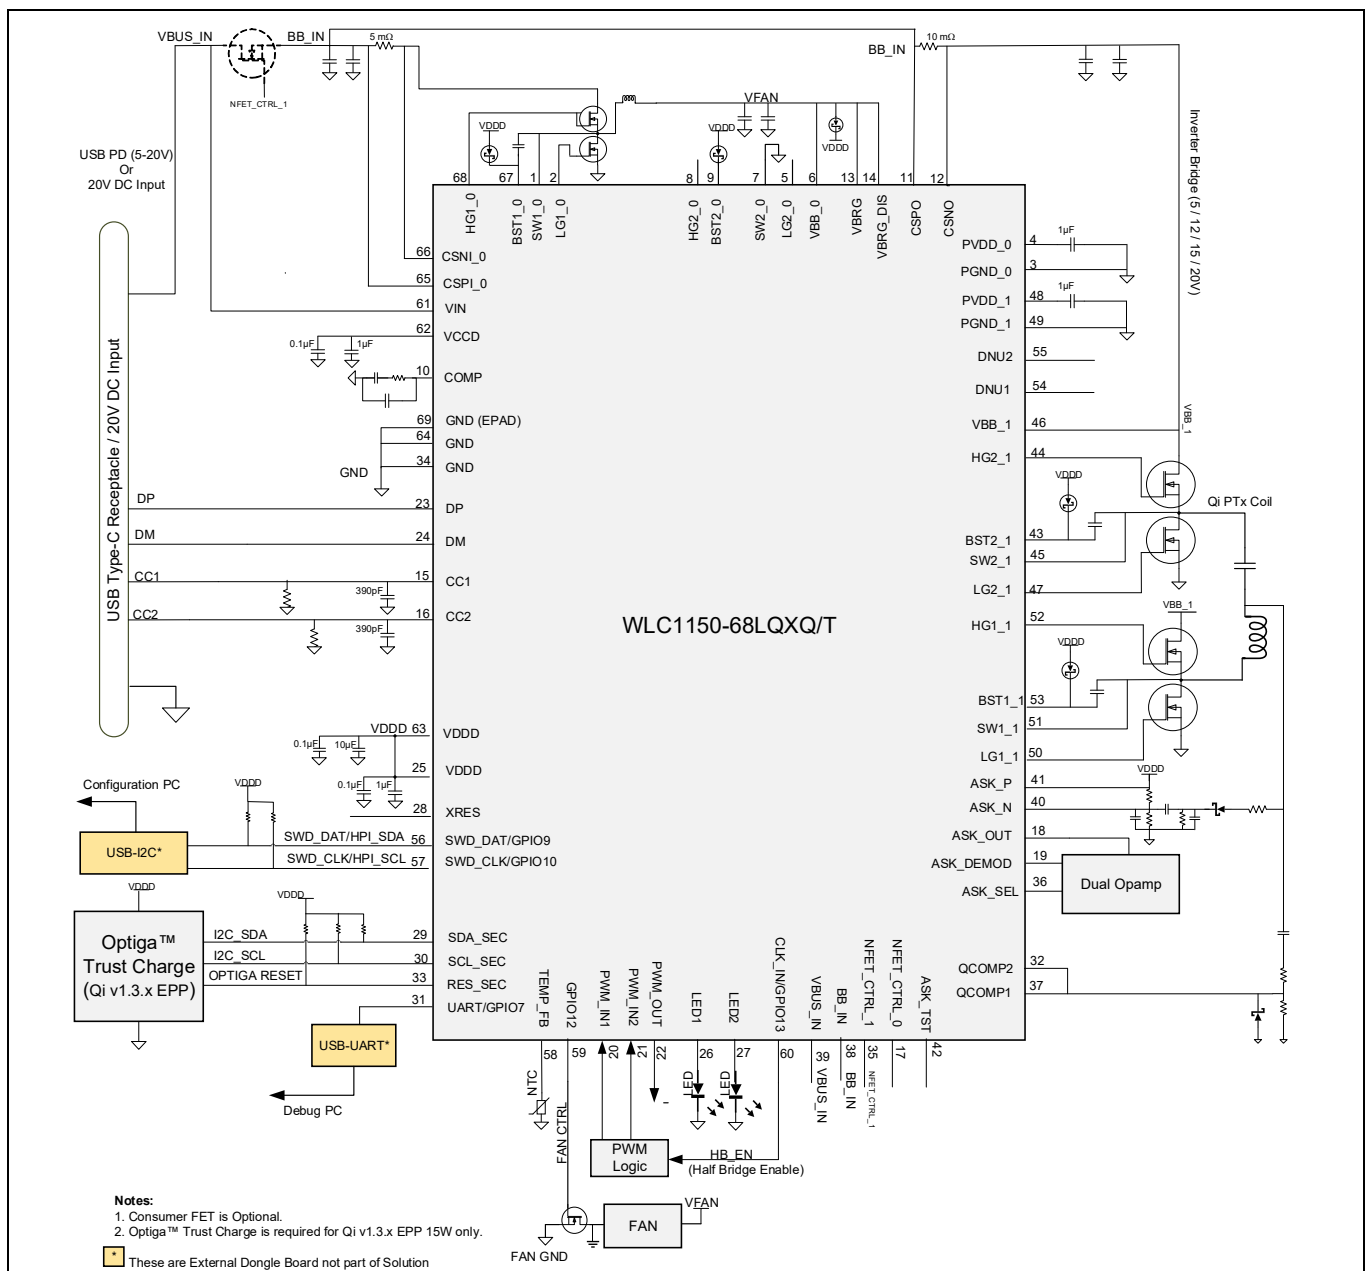 VBUS_IN
BB_IN
5 mΩ
BB_IN
10 mΩ
NFET_CTRL_1
VFAN
VDDD
VDDD
VDDD
USB PD (5-20V)
Or
20V DC Input
Inverter Bridge (5 / 12 / 15 / 20V)
68
67
1
2
8
9
7
5
6
13
14
11
12
HG1_0
BST1_0
SW1_0
LG1_0
HG2_0
BST2_0
SW2_0
LG2_0
VBB_0
VBRG
VBRG_DIS
CSPO
CSNO
66
CSNI_0
65
CSPI_0
61
VIN
62
VCCD
0.1µF
1µF
10
COMP
69
GND (EPAD)
64
GND
34
GND
GND
DP
23
DP
DM
24
DM
CC1
15
CC1
390pF
CC2
16
CC2
390pF
USB Type-C Receptacle / 20V DC Input
WLC1150-68LQXQ/T
PVDD_0
4
1µF
PGND_0
3
PVDD_1
48
1µF
PGND_1
49
DNU2
55
DNU1
54
VBB_1
46
VBB_1
HG2_1
44
VDDD
Qi PTx Coil
BST2_1
43
SW2_1
45
LG2_1
47
HG1_1
52
VBB_1
VDDD
BST1_1
53
SW1_1
51
LG1_1
50
VDDD
ASK_P
41
ASK_N
40
ASK_OUT
18
ASK_DEMOD
19
ASK_SEL
36
Dual Opamp
QCOMP2
32
QCOMP1
37
VDDD
63
VDDD
0.1µF
10µF
25
VDDD
0.1µF
1µF
28
XRES
Configuration PC
VDDD
USB-I2C*
SWD_DAT/HPI_SDA
56
SWD_DAT/GPIO9
SWD_CLK/HPI_SCL
57
SWD_CLK/GPIO10
VDDD
VDDD
Optiga™
Trust Charge
(Qi v1.3.x EPP)
I2C_SDA
29
SDA_SEC
I2C_SCL
30
SCL_SEC
OPTIGA RESET
33
RES_SEC
31
UART/GPIO7
USB-UART*
Debug PC
TEMP_FB
GPIO12
PWM_IN1
PWM_IN2
PWM_OUT
LED1
LED2
CLK_IN/GPIO13
VBUS_IN
BB_IN
NFET_CTRL_1
NFET_CTRL_0
ASK_TST
58
59
20
21
22
26
27
60
39
38
35
17
42
NTC
FAN CTRL
LED
LED
VBUS_IN
BB_IN
NFET_CTRL_1
PWM
Logic
HB_EN
(Half Bridge Enable)
VFAN
FAN
FAN GND
Notes:
1. Consumer FET is Optional.
2. Optiga™ Trust Charge is required for Qi v1.3.x EPP 15W only.
* These are External Dongle Board not part of Solution